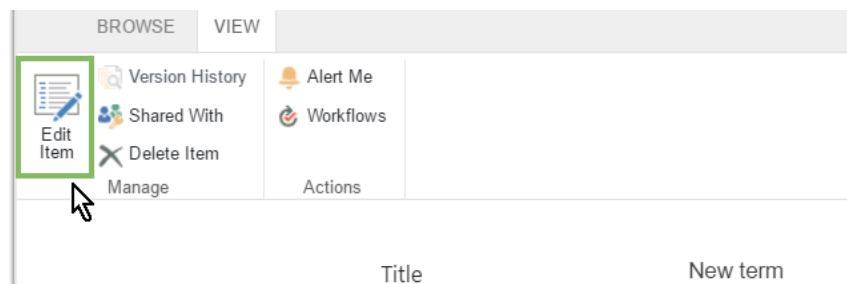 BROWSE VIEW
Version History Alert Me
Shared With Workflows
Edit
Item
Delete Item
Manage Actions
Title New term